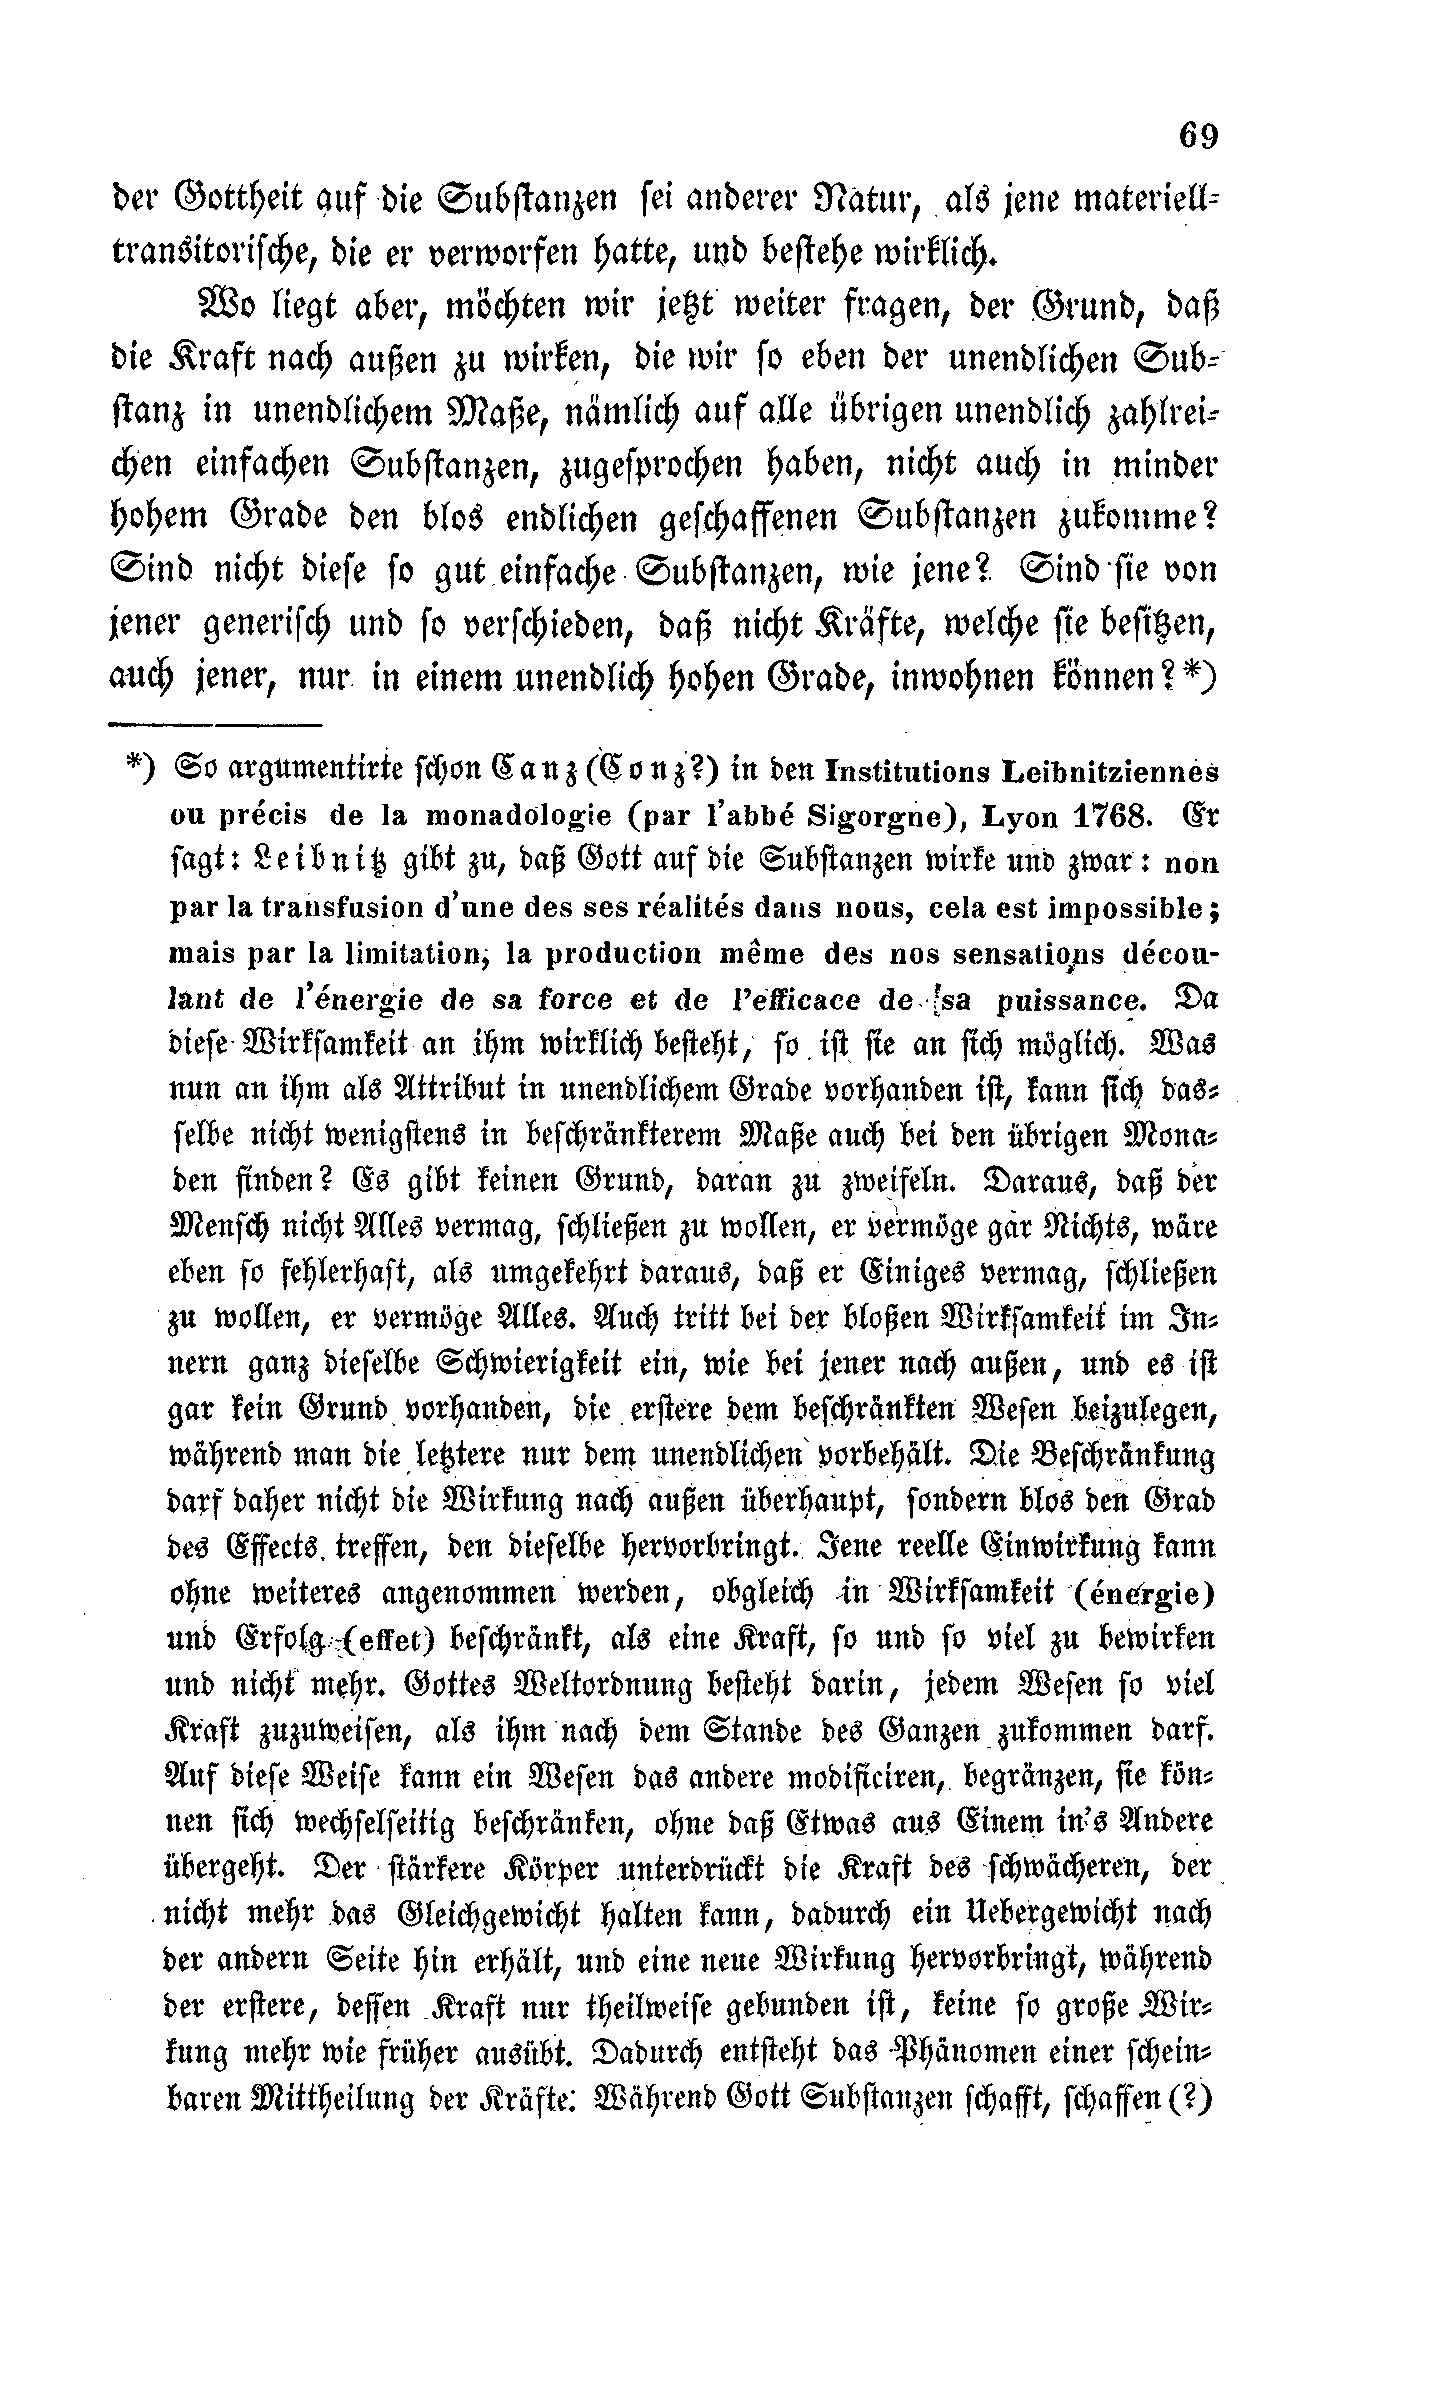 69
der Gottheit auf die Substanzen sei anderer Natur, als jene materiell-
transitorische, die er verworfen hatte, und bestehe wirklich.
Wo liegt aber, möchten wir jetzt weiter fragen, der Grund, daß
die Kraft nach außen zu wirken, die wir so eben der unendlichen Sub-
stanz in unendlichem Maße, nämlich auf alle übrigen unendlich zahlrei-
chen einfachen Substanzen, zugesprochen haben, nicht auch in minder
hohem Grade den blos endlichen geschaffenen Substanzen zukomme?
Sind nicht diese so gut einfache Substanzen, wie jene? Sind sie von
jener generisch und so verschieden, daß nicht Kräfte, welche sie besitzen,
auch jener, nur in einem unendlich hohen Grade, inwohnen können?*)
*) So argumentirte schon Canz (Conz?) in den Institutions Leibnitziennes
ou précis de la monadologie (par l'abbé Sigorgne), Lyon 1768. Er
sagt: Leibnitz gibt zu, daß Gott auf die Substanzen wirke und zwar: non
par la transfusion d'une des ses réalités dans nous, cela est impossible;
mais par la limitation, la production même des nos sensations décou-
lant de l'énergie de sa force et de l'efficace de sa puissance. Da
diese Wirksamkeit an ihm wirklich besteht, so ist sie an sich möglich. Was
nun an ihm als Attribut in unendlichem Grade vorhanden ist, kann sich das-
selbe nicht wenigstens in beschränkterem Maße auch bei den übrigen Mona-
den finden? Es gibt keinen Grund, daran zu zweifeln. Daraus, daß der
Mensch nicht Alles vermag, schließen zu wollen, er vermöge gar Nichts, wäre
eben so fehlerhaft, als umgekehrt daraus, daß er Einiges vermag, schließen
zu wollen, er vermöge Alles. Auch tritt bei der bloßen Wirksamkeit im In-
nern ganz dieselbe Schwierigkeit ein, wie bei jener nach außen, und es ist
gar kein Grund vorhanden, die erstere dem beschränkten Wesen beizulegen,
während man die letztere nur dem unendlichen vorbehält. Die Beschränkung
darf daher nicht die Wirkung nach außen überhaupt, sondern blos den Grad
des Effects treffen, den dieselbe hervorbringt. Jene reelle Einwirkung kann
ohne weiteres angenommen werden, obgleich in Wirksamkeit (énergie)
und Erfolg (effet) beschränkt, als eine Kraft, so und so viel zu bewirken
und nicht mehr. Gottes Weltordnung besteht darin, jedem Wesen so viel
Kraft zuzuweisen, als ihm nach dem Stande des Ganzen zukommen darf.
Auf diese Weise kann ein Wesen das andere modificiren, begränzen, sie kön-
nen sich wechselseitig beschränken, ohne daß Etwas aus Einem in's Andere
übergeht. Der stärkere Körper unterdrückt die Kraft des schwächeren, der
nicht mehr das Gleichgewicht halten kann, dadurch ein Uebergewicht nach
der andern Seite hin erhält, und eine neue Wirkung hervorbringt, während
der erstere, dessen Kraft nur theilweise gebunden ist, keine so große Wir-
kung mehr wie früher ausübt. Dadurch entsteht das Phänomen einer schein-
baren Mittheilung der Kräfte: Während Gott Substanzen schafft, schaffen (?)